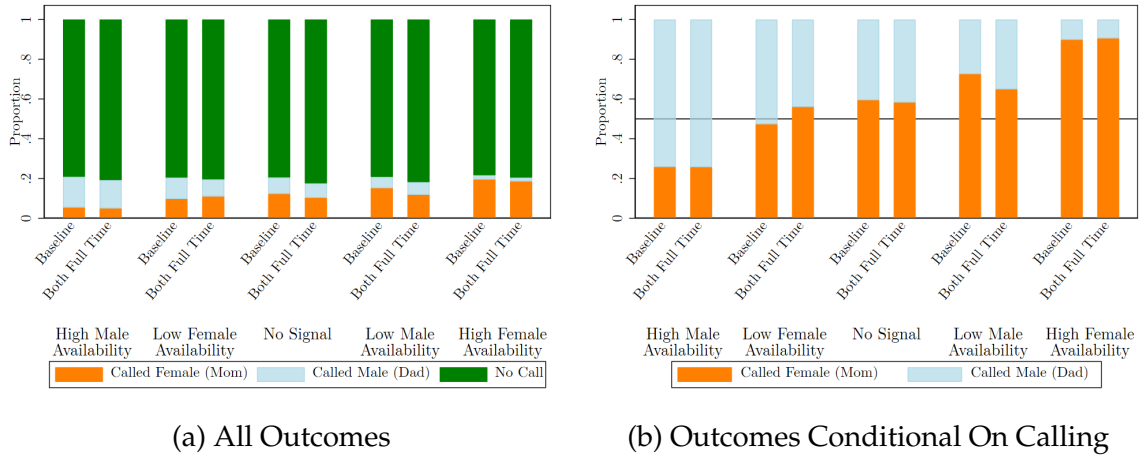 Proportion
0 .2 .4 .6 .8 1
Baseline
Both Full Time
Baseline
Both Full Time
Baseline
Both Full Time
Baseline
Both Full Time
Baseline
Both Full Time
High Male Low Female No Signal Low Male High Female
Availability Availability Availability Availability
Called Female (Mom) Called Male (Dad) No Call
(a) All Outcomes
Proportion
0 .2 .4 .6 .8 1
Baseline
Both Full Time
Baseline
Both Full Time
Baseline
Both Full Time
Baseline
Both Full Time
Baseline
Both Full Time
High Male Low Female No Signal Low Male High Female
Availability Availability Availability Availability
Called Female (Mom) Called Male (Dad)
(b) Outcomes Conditional On Calling